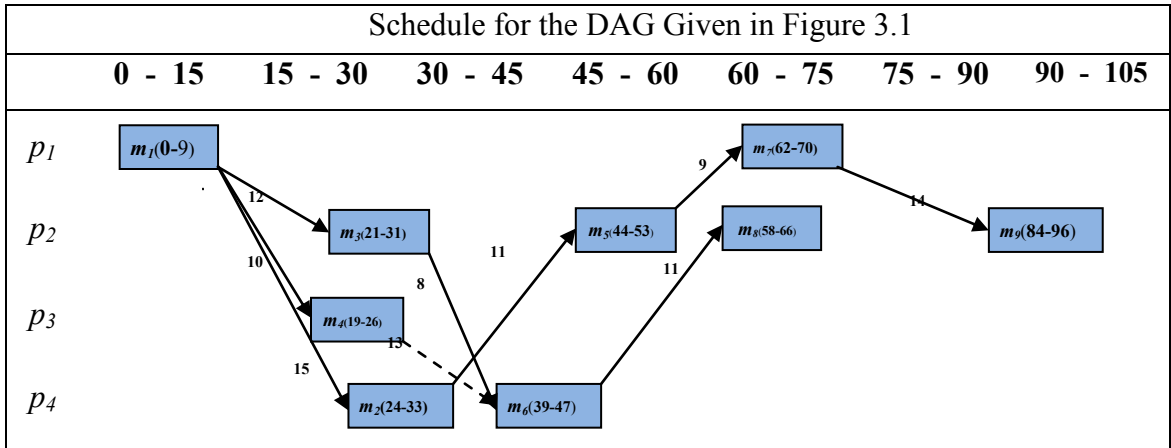 Schedule for the DAG Given in Figure 3.1
0 - 15 15 - 30 30 - 45 45 - 60 60 - 75 75 - 90 90 - 105
p1 m1(0-9) m7(62-70)
9
12 14
p2 m3(21-31) m5(44-53) m8(58-66) m9(84-96)
10 11 11
8
p3 m4(19-26)
13
15
p4 m2(24-33) m6(39-47)